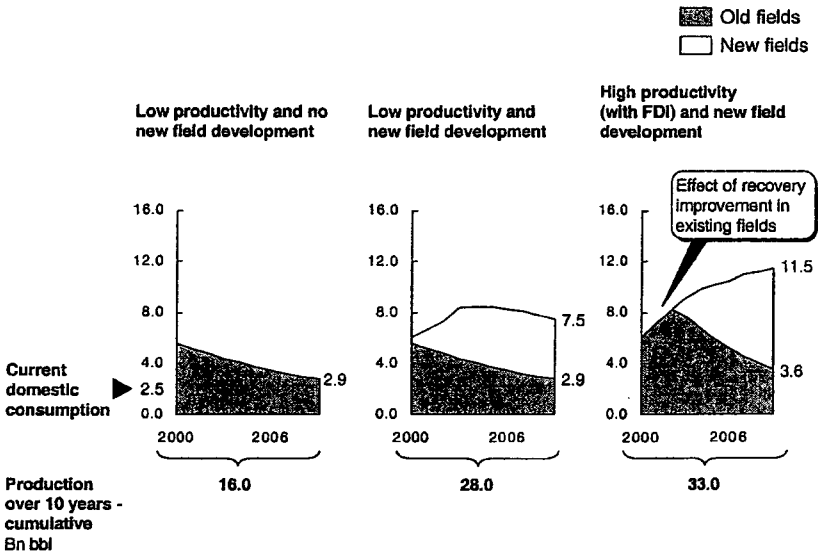 Old fields
New fields
Low productivity and no
new field development
Low productivity and
new field development
High productivity
(with FDI) and new field
development
Effect of recovery
improvement in
existing fields
16.0
12.0
8.0
4.0
2.5
0.0
2.9
2000
2006
16.0
12.0
8.0
4.0
0.0
7.5
2.9
2000
2006
16.0
12.0
8.0
4.0
0.0
11.5
3.6
2000
2006
Current
domestic
consumption
Production
over 10 years -
cumulative
Bn bbl
16.0
28.0
33.0